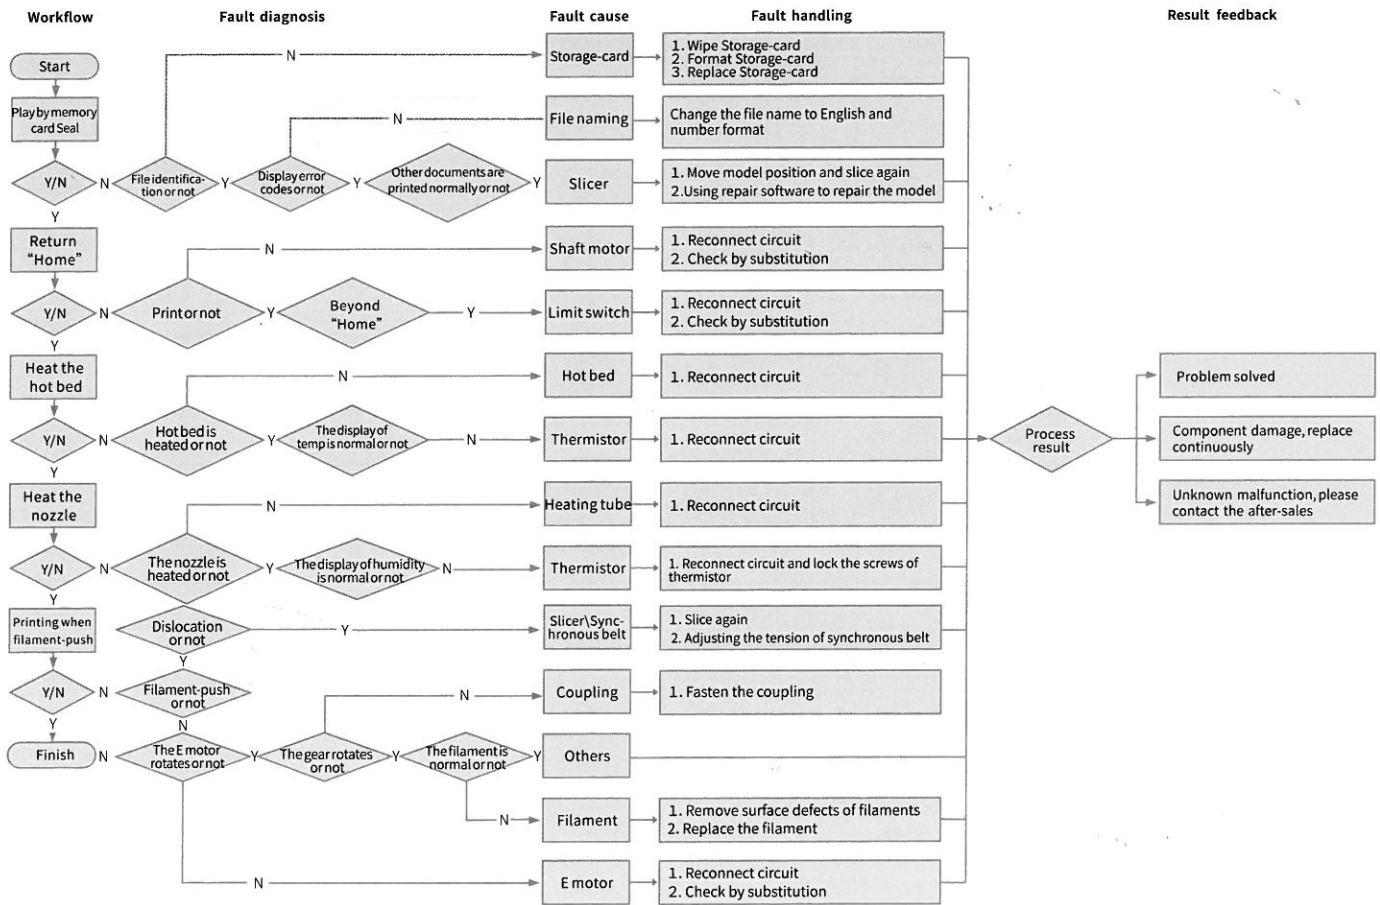 Workflow
Fault diagnosis
Fault cause
Fault handling
Result feedback
Start
Play by memory
card Seal
Y/N
N
File identifica-
tion or not
N
Y
Display error
codes or not
N
Y
Other documents are
printed normally or not
Y
Storage-card
1. Wipe Storage-card
2. Format Storage-card
3. Replace Storage-card
File naming
Change the file name to English and
number format
Slicer
1. Move model position and slice again
2.Using repair software to repair the model
Y
Return
“Home”
Y/N
N
Print or not
N
Y
Beyond
“Home”
Y
Shaft motor
1. Reconnect circuit
2. Check by substitution
Limit switch
1. Reconnect circuit
2. Check by substitution
Y
Heat the
hot bed
Y/N
N
Hot bed is
heated or not
N
Y
The display of
temp is normal or not
N
Hot bed
1. Reconnect circuit
Thermistor
1. Reconnect circuit
Y
Heat the
nozzle
Y/N
N
The nozzle is
heated or not
N
Y
The display of humidity
is normal or not
N
Heating tube
1. Reconnect circuit
Thermistor
1. Reconnect circuit and lock the screws of
thermistor
Y
Printing when
filament-push
Y/N
N
Dislocation
or not
Y
Slicer\Sync-
hronous belt
1. Slice again
2. Adjusting the tension of synchronous belt
Y
Filament-push
or not
N
Y
Finish
N
The E motor
rotates or not
Y
The gear rotates
or not
N
Coupling
1. Fasten the coupling
Y
The filament is
normal or not
Y
Others
N
Filament
1. Remove surface defects of filaments
2. Replace the filament
N
E motor
1. Reconnect circuit
2. Check by substitution
Process
result
Problem solved
Component damage, replace
continuously
Unknown malfunction, please
contact the after-sales